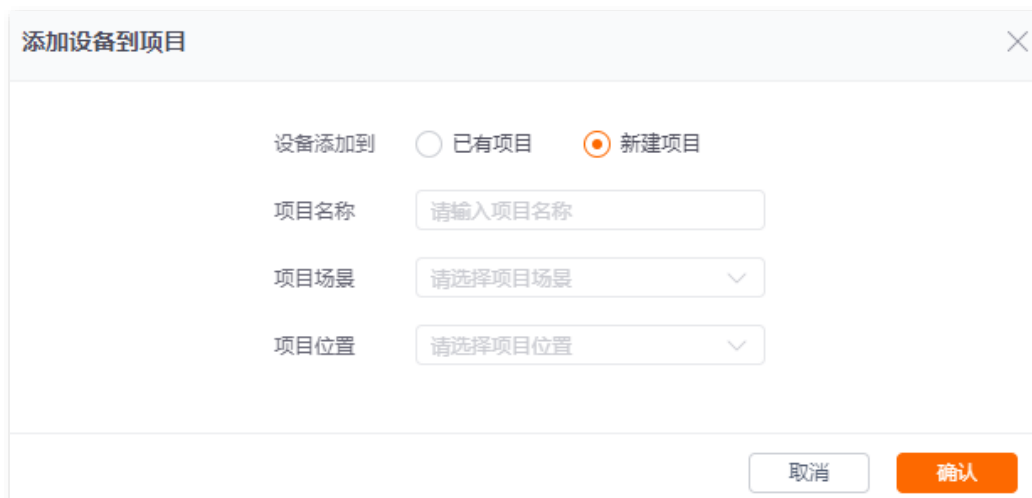 添加设备到项目
设备添加到 已有项目 新建项目
项目名称 请输入项目名称
项目场景 请选择项目场景
项目位置 请选择项目位置
取消 确认